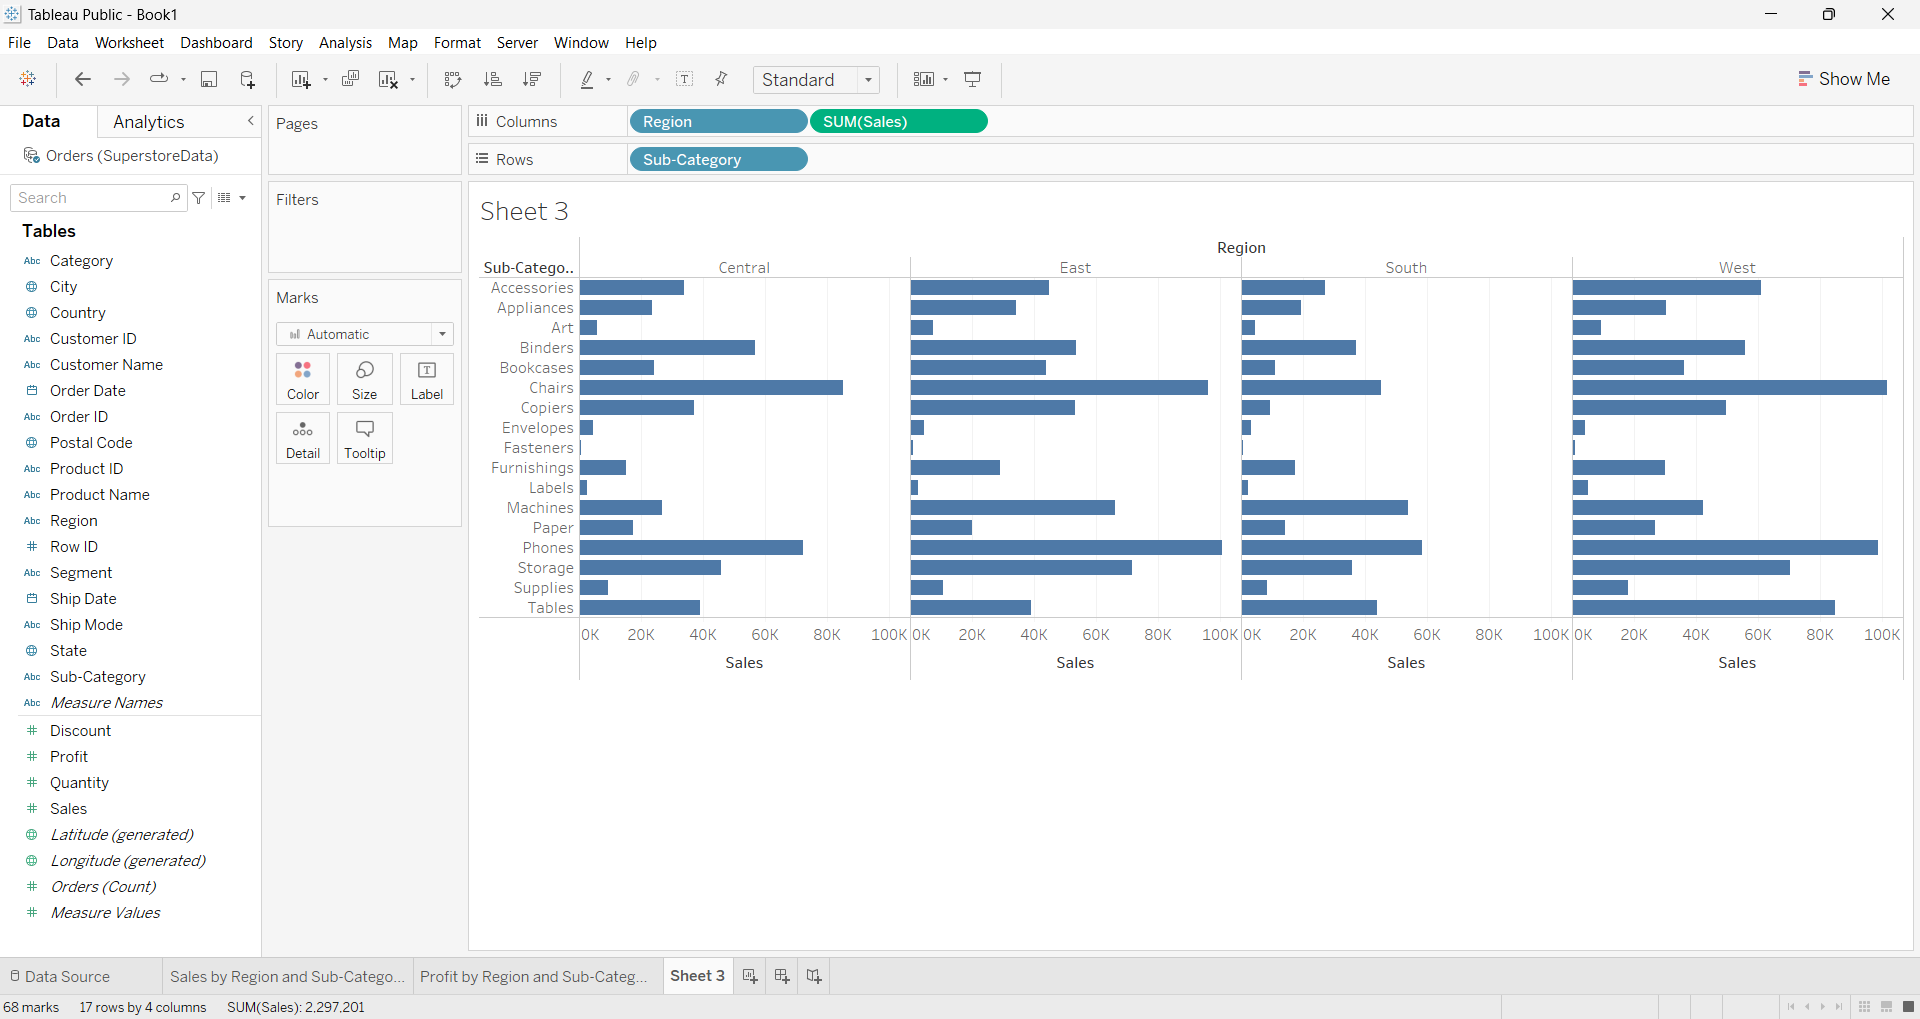 Tableau Public - Book1
File Data Worksheet Dashboard Story Analysis Map Format Server Window Help
Standard
Show Me
Data Analytics
Orders (SuperstoreData)
Search
Tables
Abc Category
City
Country
Abc Customer ID
Abc Customer Name
Order Date
Abc Order ID
Postal Code
Abc Product ID
Abc Product Name
Abc Region
# Row ID
Abc Segment
Ship Date
Abc Ship Mode
State
Abc Sub-Category
Abc Measure Names
# Discount
# Profit
# Quantity
# Sales
Latitude (generated)
Longitude (generated)
# Orders (Count)
# Measure Values
Pages
Filters
Marks
Automatic
Color Size Label
Detail Tooltip
Columns Region SUM(Sales)
Rows Sub-Category
Sheet 3
Region
Sub-Catego.. Central East South West
Accessories
Appliances
Art
Binders
Bookcases
Chairs
Copiers
Envelopes
Fasteners
Furnishings
Labels
Machines
Paper
Phones
Storage
Supplies
Tables
0K 20K 40K 60K 80K 100K 0K 20K 40K 60K 80K 100K 0K 20K 40K 60K 80K 100K 0K 20K 40K 60K 80K 100K
Sales Sales Sales Sales
Data Source Sales by Region and Sub-Catego... Profit by Region and Sub-Categ... Sheet 3
68 marks 17 rows by 4 columns SUM(Sales): 2,297,201